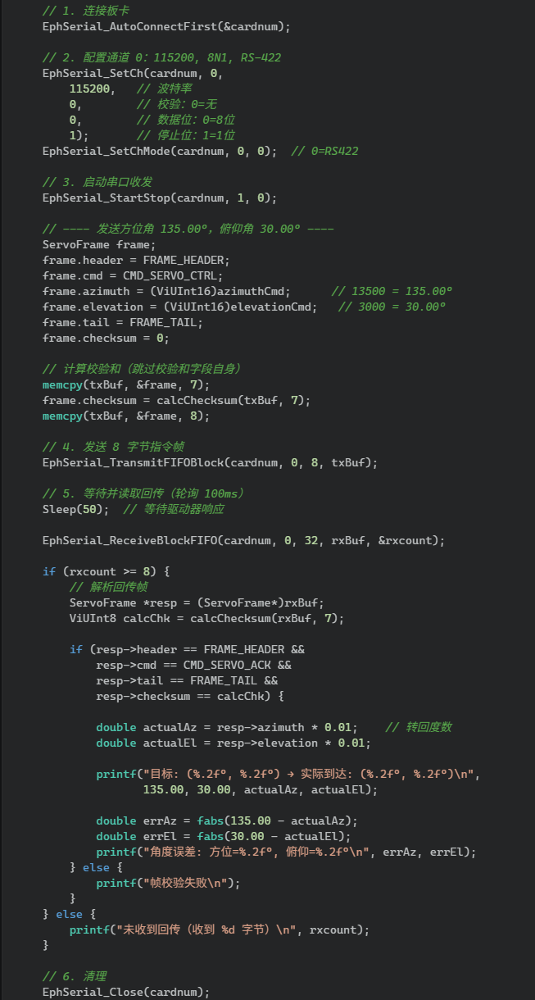 // 1. 连接板卡
EphSerial_AutoConnectFirst(&cardnum);
// 2. 配置通道 0：115200, 8N1, RS-422
EphSerial_SetCh(cardnum, 0,
115200,   // 波特率
0,        // 校验：0=无
0,        // 数据位：0=8位
1);       // 停止位：1=1位
EphSerial_SetChMode(cardnum, 0, 0);  // 0=RS422
// 3. 启动串口收发
EphSerial_StartStop(cardnum, 1, 0);
// ---- 发送方位角 135.00°，俯仰角 30.00° ----
ServoFrame frame;
frame.header = FRAME_HEADER;
frame.cmd = CMD_SERVO_CTRL;
frame.azimuth = (ViUInt16)azimuthCmd;      // 13500 = 135.00°
frame.elevation = (ViUInt16)elevationCmd;   // 3000 = 30.00°
frame.tail = FRAME_TAIL;
frame.checksum = 0;
// 计算校验和（跳过校验和字段自身）
memcpy(txBuf, &frame, 7);
frame.checksum = calcChecksum(txBuf, 7);
memcpy(txBuf, &frame, 8);
// 4. 发送 8 字节指令帧
EphSerial_TransmitFIFOBlock(cardnum, 0, 8, txBuf);
// 5. 等待并读取回传（轮询 100ms）
Sleep(50);  // 等待驱动器响应
EphSerial_ReceiveBlockFIFO(cardnum, 0, 32, rxBuf, &rxcount);
if (rxcount >= 8) {
// 解析回传帧
ServoFrame *resp = (ServoFrame*)rxBuf;
ViUInt8 calcChk = calcChecksum(rxBuf, 7);
if (resp->header == FRAME_HEADER &&
resp->cmd == CMD_SERVO_ACK &&
resp->tail == FRAME_TAIL &&
resp->checksum == calcChk) {
double actualAz = resp->azimuth * 0.01;    // 转回度数
double actualEl = resp->elevation * 0.01;
printf("目标: (%.2f°, %.2f°) → 实际到达: (%.2f°, %.2f°)\n",
135.00, 30.00, actualAz, actualEl);
double errAz = fabs(135.00 - actualAz);
double errEl = fabs(30.00 - actualEl);
printf("角度误差: 方位=%.2f°, 俯仰=%.2f°\n", errAz, errEl);
} else {
printf("帧校验失败\n");
}
} else {
printf("未收到回传（收到 %d 字节）\n", rxcount);
}
// 6. 清理
EphSerial_Close(cardnum);